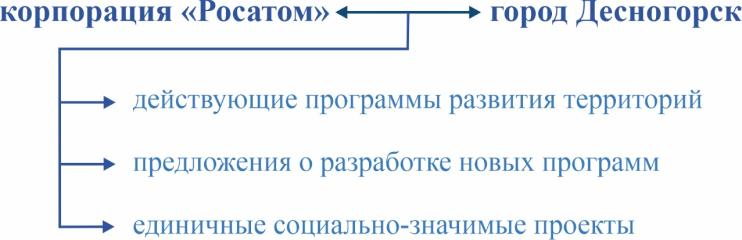 корпорация «Росатом» город Десногорск
действующие программы развития территорий
предложения о разработке новых программ
единичные социально-значимые проекты